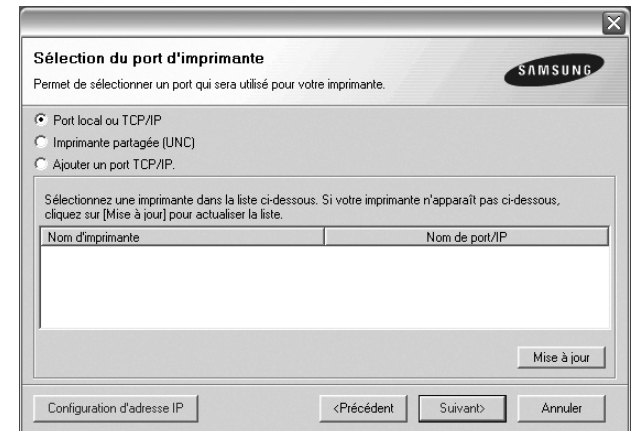 Sélection du port d'imprimante
Permet de sélectionner un port qui sera utilisé pour votre imprimante.
SAMSUNG
Port local ou TCP/IP
Imprimante partagée (UNC)
Ajouter un port TCP/IP.
Sélectionnez une imprimante dans la liste ci-dessous. Si votre imprimante n'apparaît pas ci-dessous,
cliquez sur [Mise à jour] pour actualiser la liste.
Nom d'imprimante Nom de port/IP
Mise à jour
Configuration d'adresse IP <Précédent Suivant> Annuler